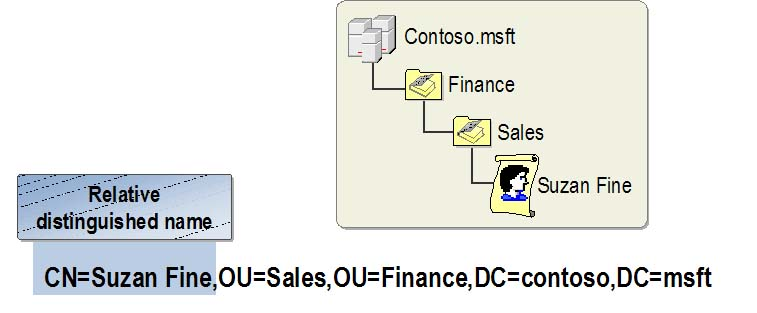 Contoso.msft
Finance
Sales
Suzan Fine
Relative
distinguished name
CN=Suzan Fine,OU=Sales,OU=Finance,DC=contoso,DC=msft